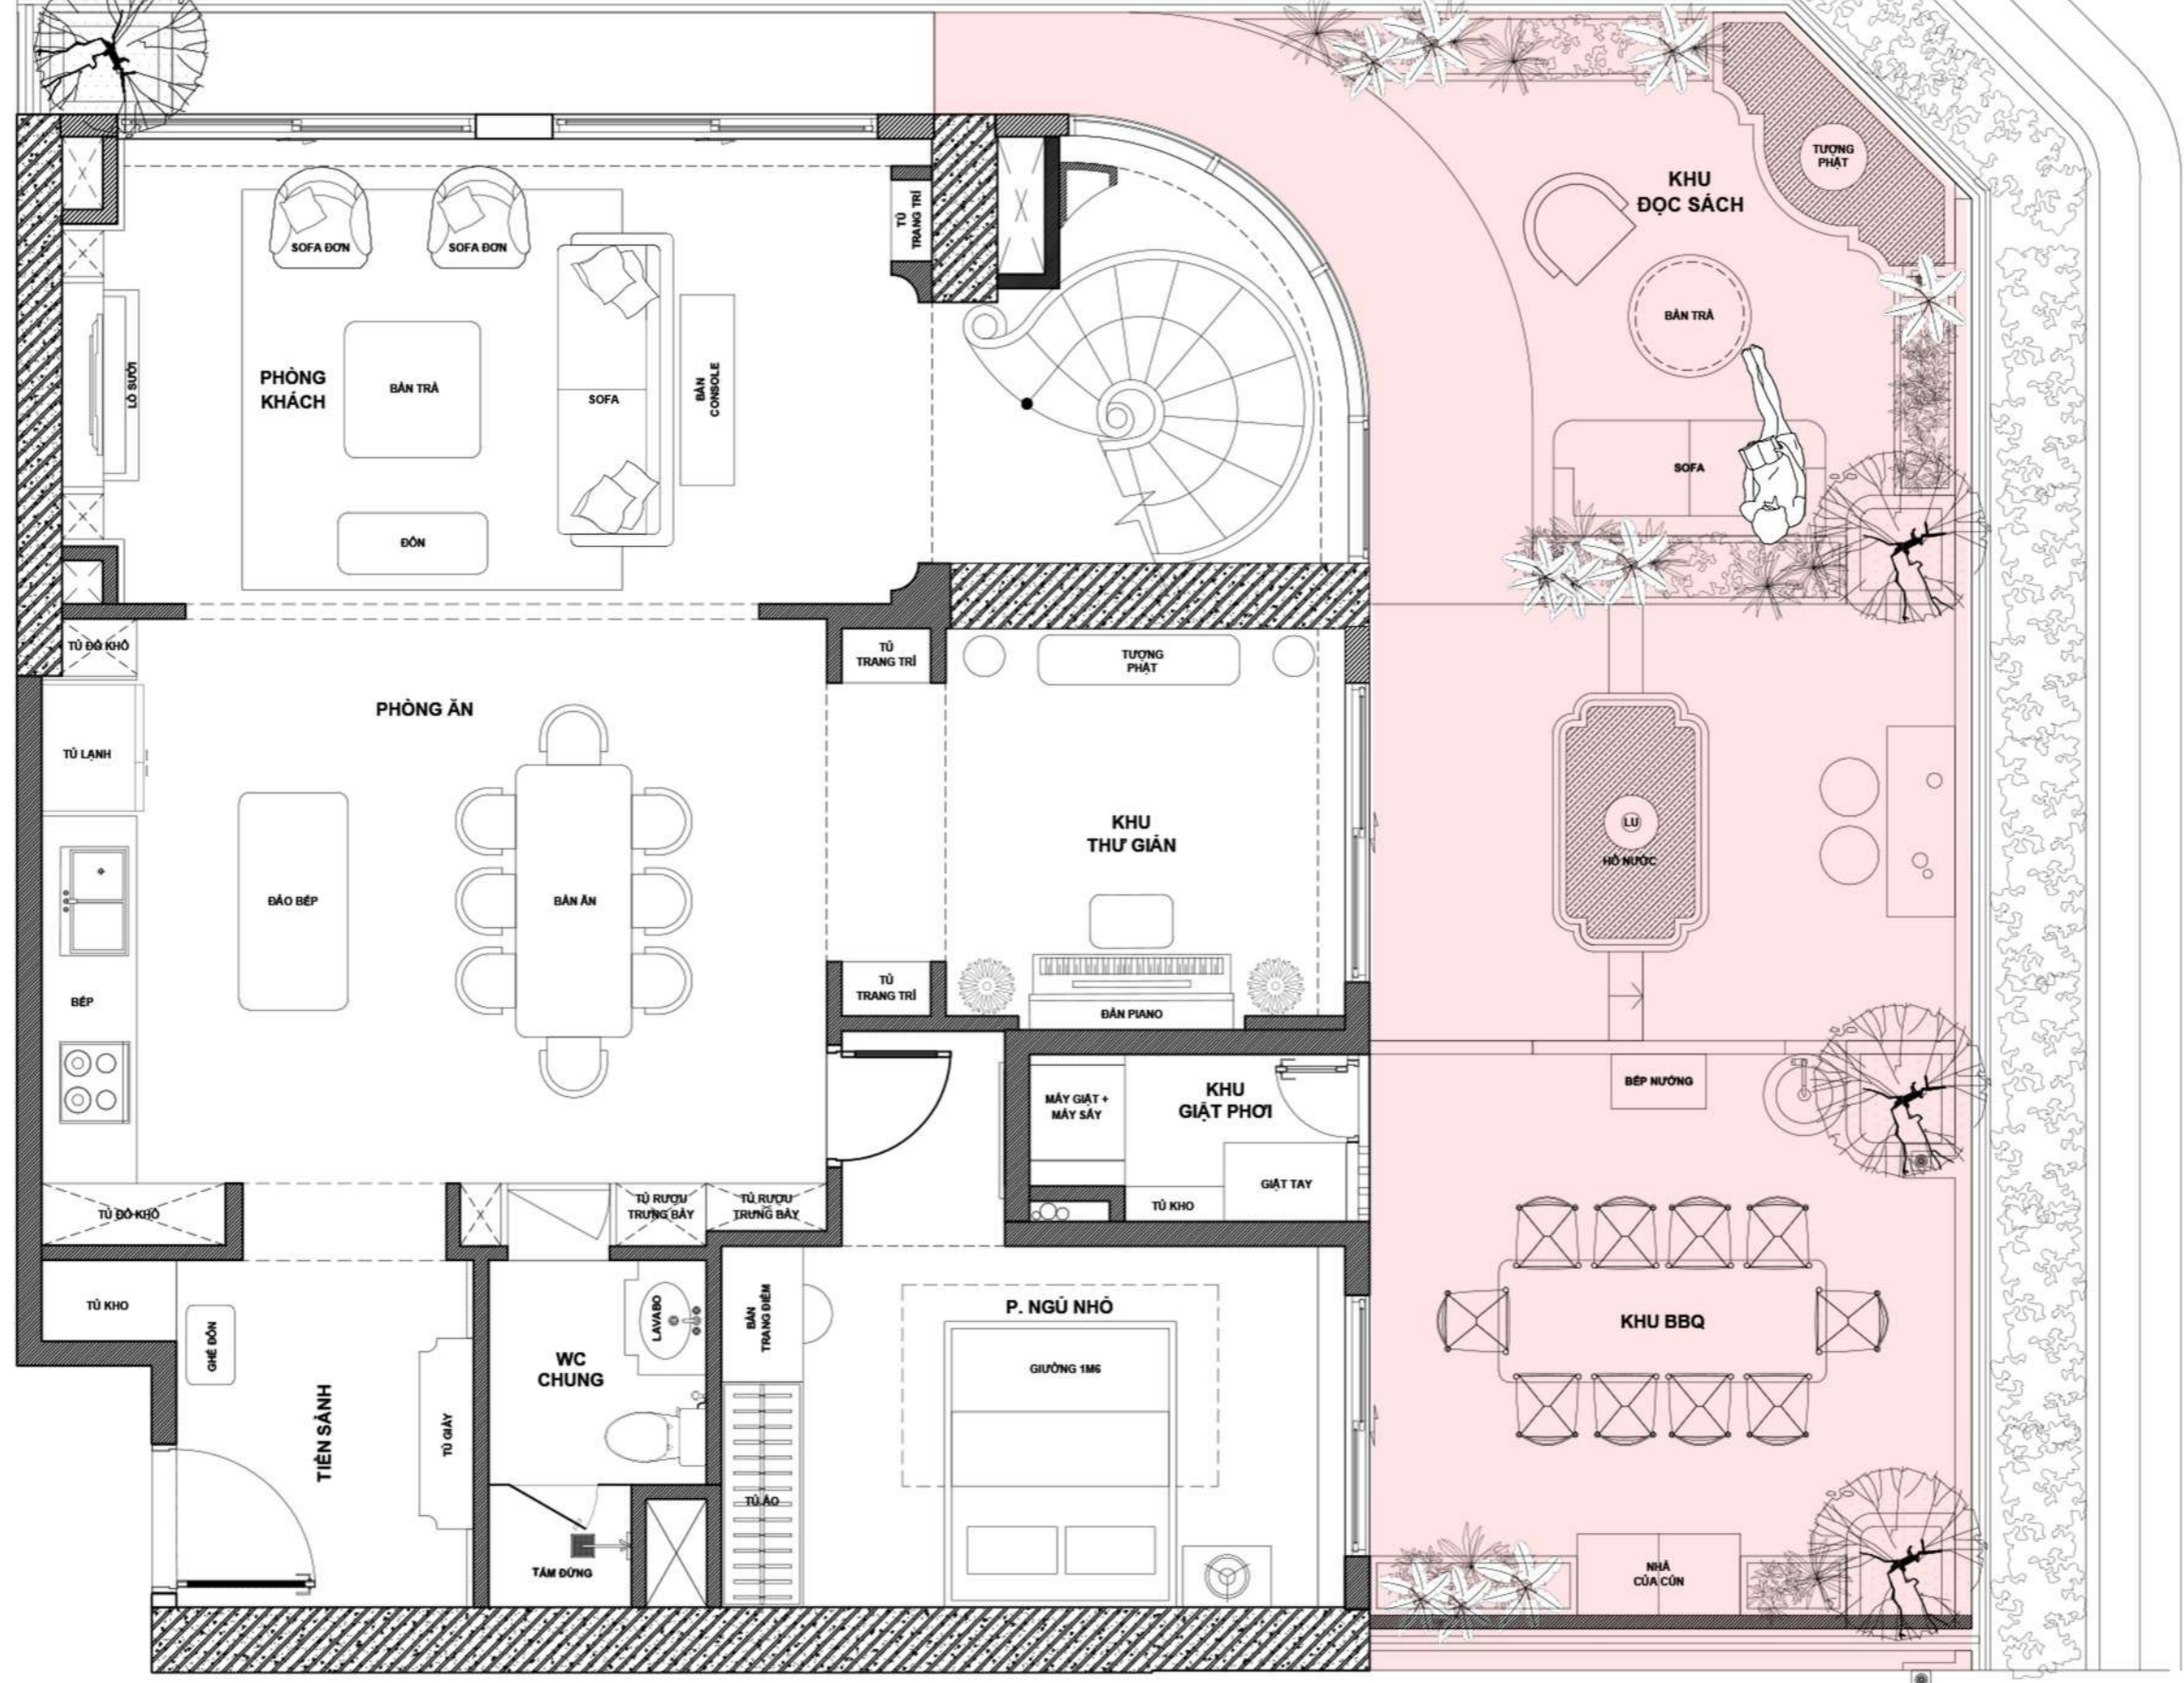 TƯỢNG
PHẬT
KHU
ĐỌC SÁCH
TỦ
TRANG TRÍ
SOFA ĐƠN
SOFA ĐƠN
BÀN TRÀ
LÒ SƯỞI
PHÒNG
KHÁCH
BÀN TRÀ
SOFA
BÀN
CONSOLE
SOFA
ĐÔN
TỦ ĐỒ KHÔ
TỦ
TRANG TRÍ
TƯỢNG
PHẬT
PHÒNG ĂN
TỦ LẠNH
KHU
THƯ GIÃN
LU
HỒ NƯỚC
ĐẢO BẾP
BÀN ĂN
BẾP
TỦ
TRANG TRÍ
ĐÀN PIANO
MÁY GIẶT +
MÁY SẤY
KHU
GIẶT PHƠI
BẾP NƯỚNG
GIẶT TAY
TỦ KHO
TỦ ĐỒ KHÔ
TỦ RƯỢU
TRƯNG BÀY
TỦ RƯỢU
TRƯNG BÀY
TỦ KHO
GHẾ ĐÔN
LAVABO
BÀN
TRANG ĐIỂM
P. NGỦ NHỎ
KHU BBQ
WC
CHUNG
GIƯỜNG 1M6
TIỀN SẢNH
TỦ GIÀY
TỦ ÁO
TẮM ĐỨNG
NHÀ
CỦA CÚN